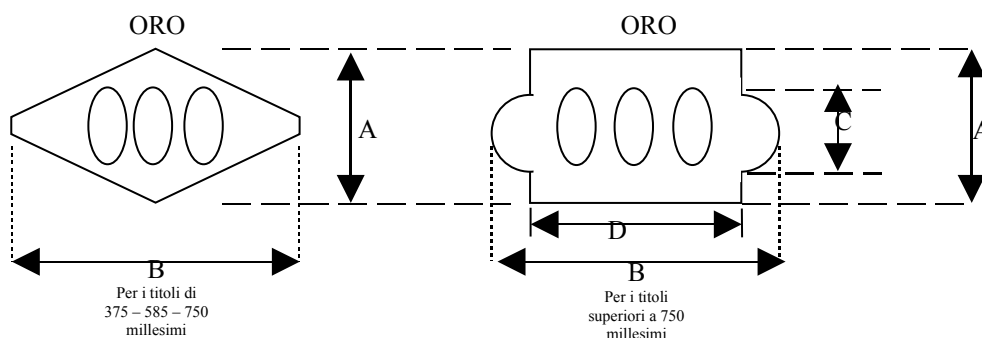 ORO
ORO
A
C
A
D
B
B
Per i titoli di
375 – 585 – 750
millesimi
Per i titoli
superiori a 750
millesimi